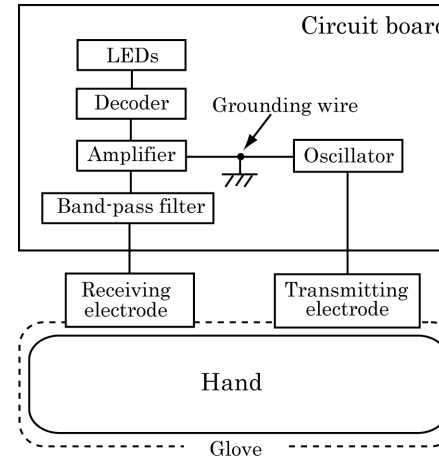 Circuit board
LEDs
Decoder
Grounding wire
Amplifier
Oscillator
Band-pass filter
Receiving
electrode
Transmitting
electrode
Hand
Glove